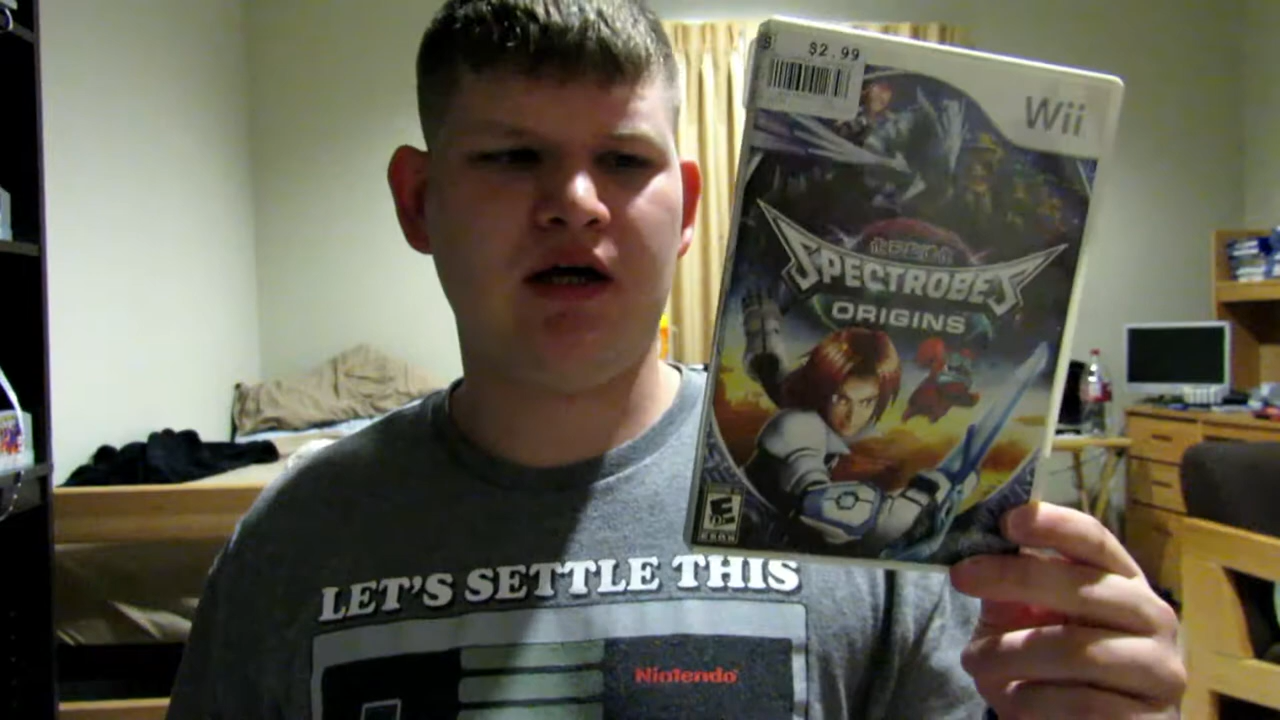 $2.99
Wii
SPECTROBES
ORIGINS
E
LET'S SETTLE THIS
Nintendo